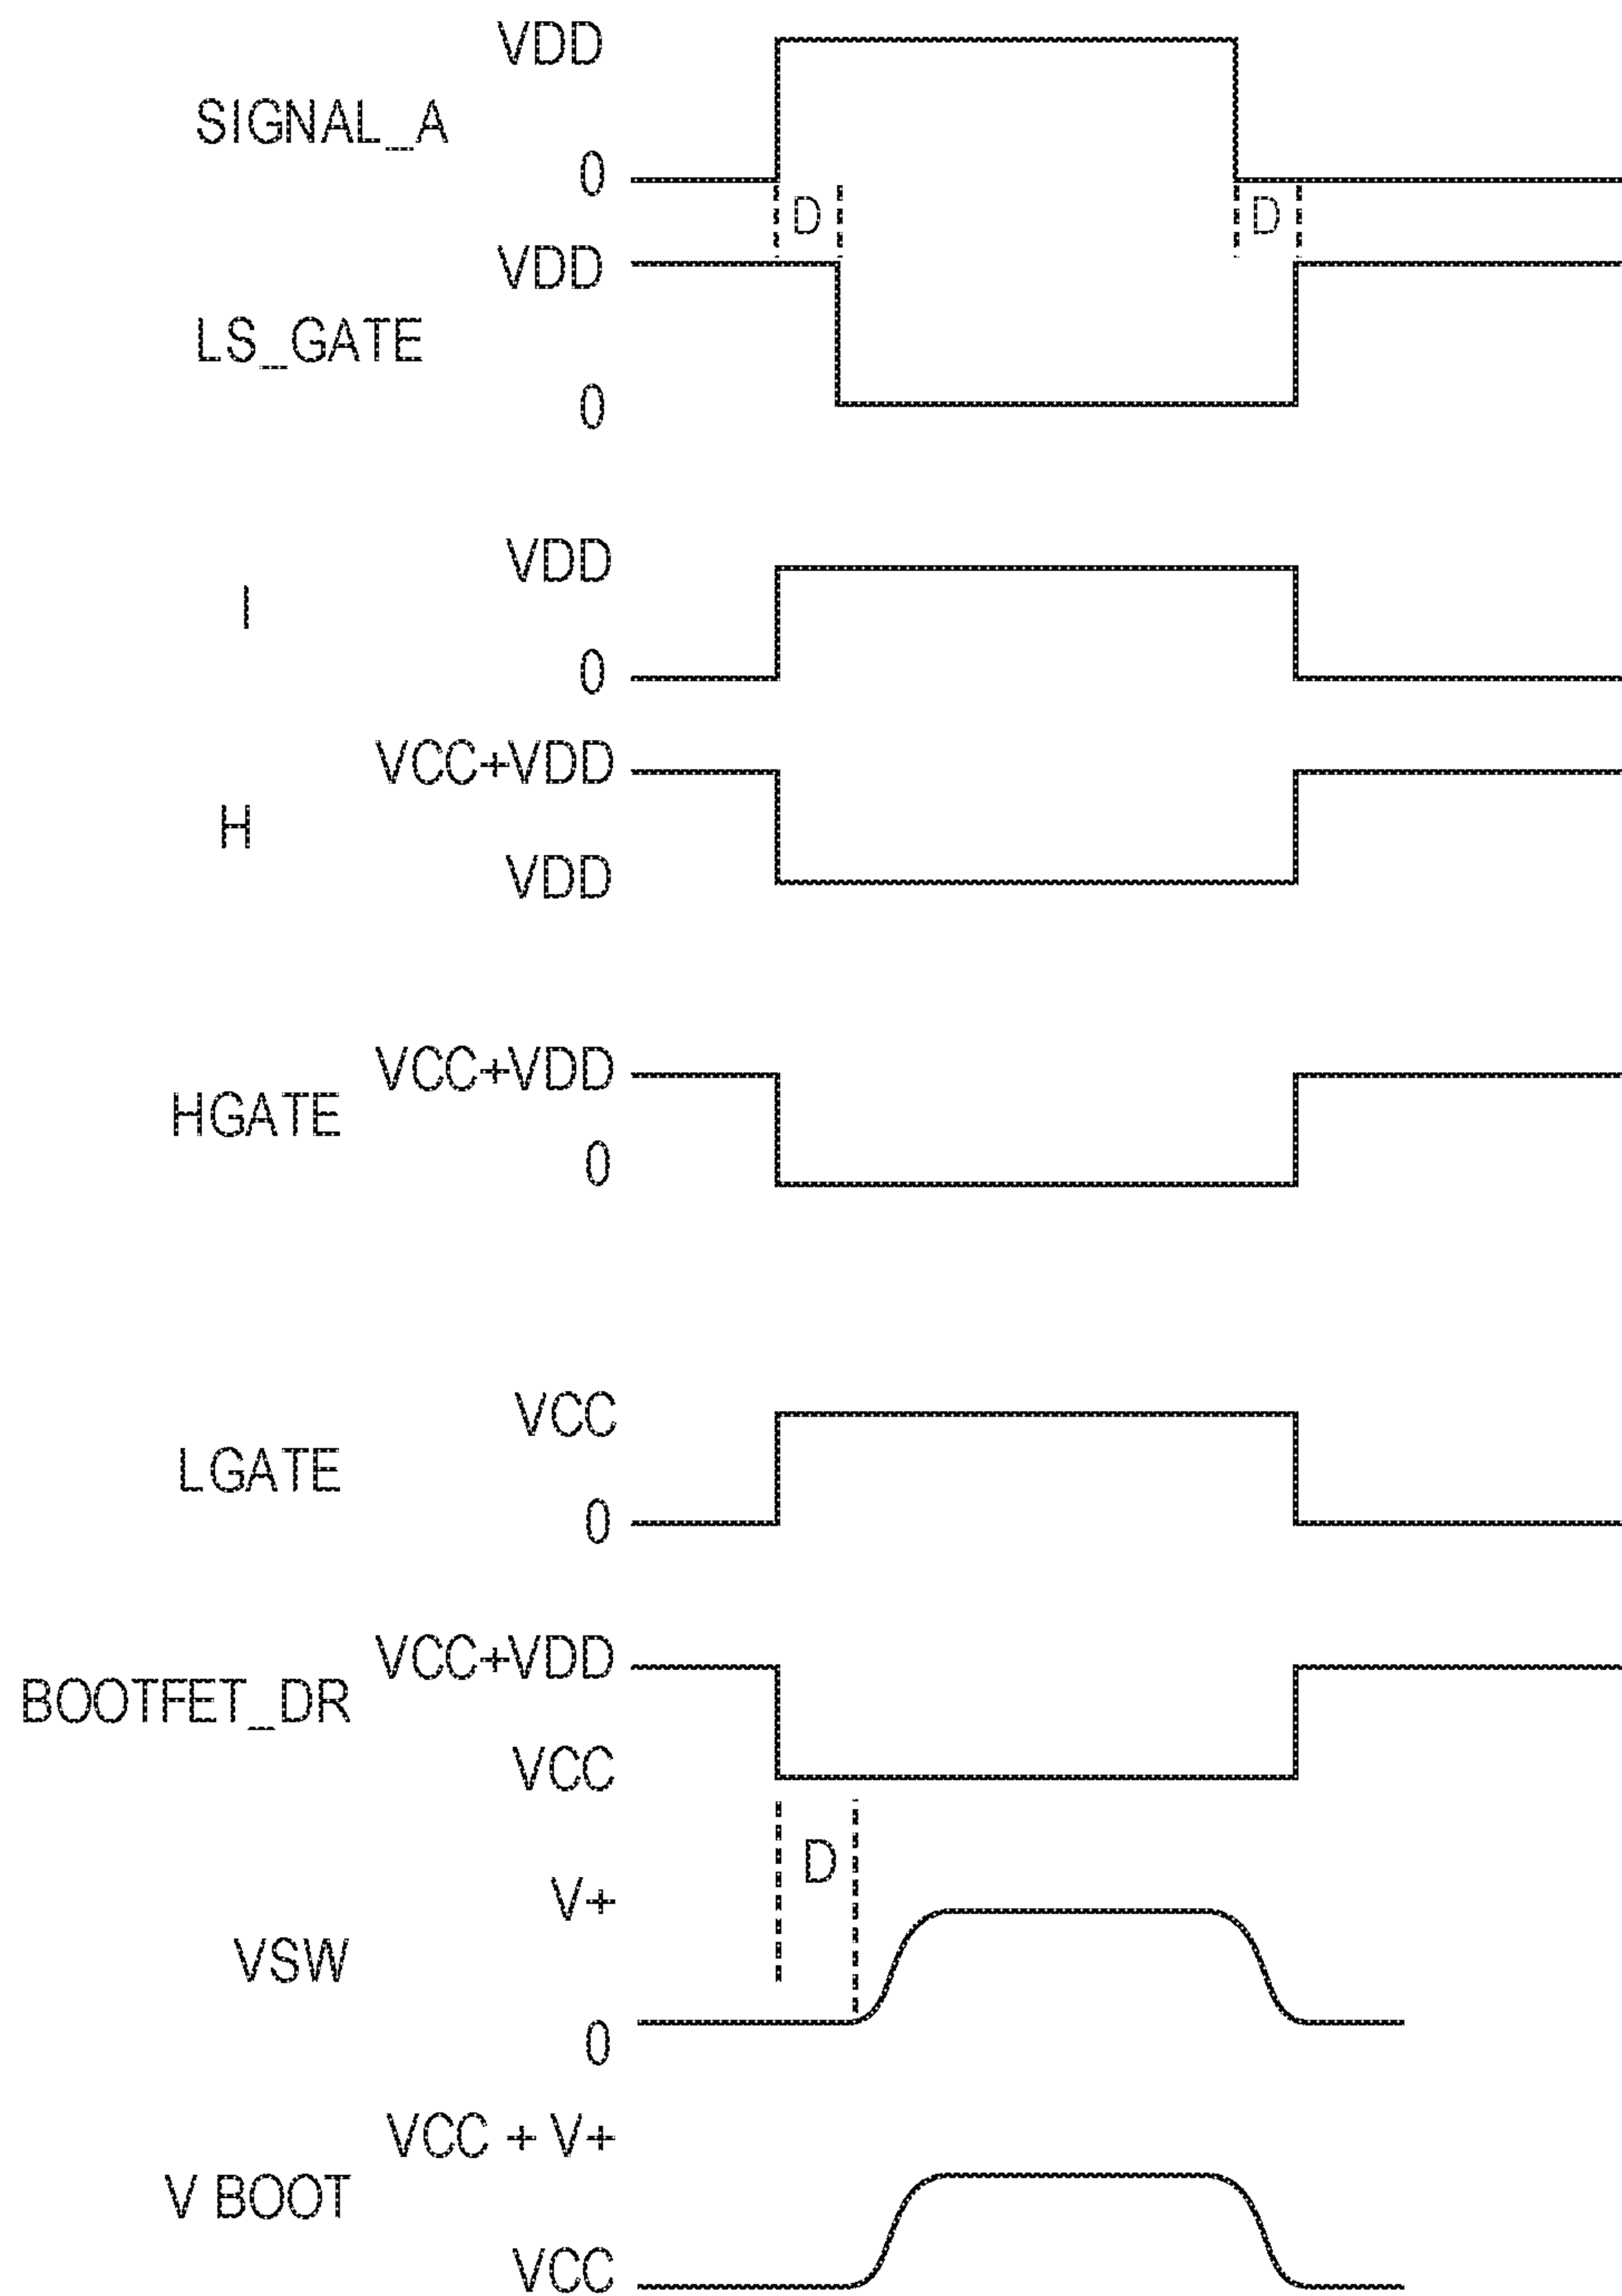 VDD
SIGNAL_A
0
D D
VDD
LS_GATE
0
VDD
I
0
VCC+VDD
H
VDD
VCC+VDD
HGATE
0
VCC
LGATE
0
VCC+VDD
BOOTFET_DR
VCC
D
V+
VSW
0
VCC + V+
V BOOT
VCC